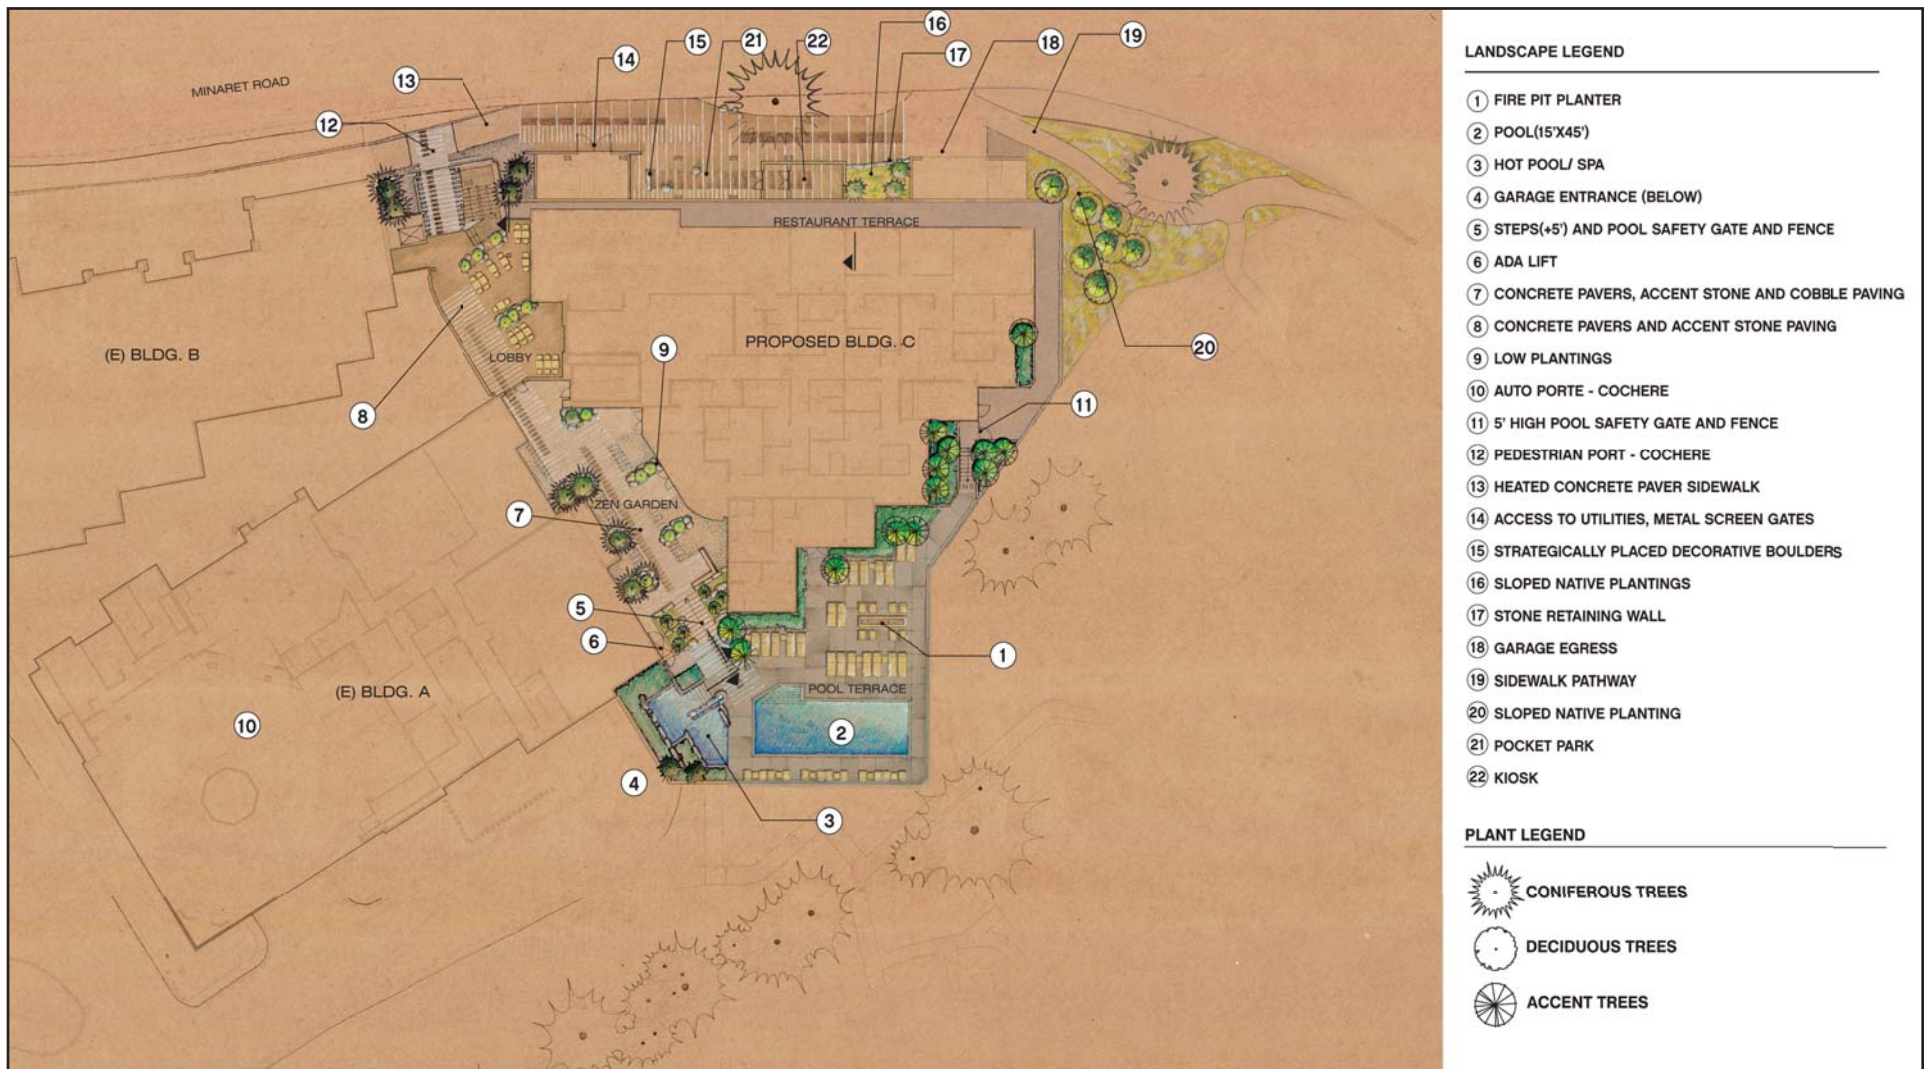 16
19
15
21
22
18
17
14
13
MINARET ROAD
12
RESTAURANT TERRACE
PROPOSED BLDG. C
20
(E) BLDG. B
LOBBY
9
8
11
ZEN GARDEN
7
5
6
1
(E) BLDG. A
POOL TERRACE
10
2
4
3
LANDSCAPE LEGEND
1 FIRE PIT PLANTER
2 POOL(15'X45')
3 HOT POOL/ SPA
4 GARAGE ENTRANCE (BELOW)
5 STEPS(+5') AND POOL SAFETY GATE AND FENCE
6 ADA LIFT
7 CONCRETE PAVERS, ACCENT STONE AND COBBLE PAVING
8 CONCRETE PAVERS AND ACCENT STONE PAVING
9 LOW PLANTINGS
10 AUTO PORTE - COCHERE
11 5' HIGH POOL SAFETY GATE AND FENCE
12 PEDESTRIAN PORT - COCHERE
13 HEATED CONCRETE PAVER SIDEWALK
14 ACCESS TO UTILITIES, METAL SCREEN GATES
15 STRATEGICALLY PLACED DECORATIVE BOULDERS
16 SLOPED NATIVE PLANTINGS
17 STONE RETAINING WALL
18 GARAGE EGRESS
19 SIDEWALK PATHWAY
20 SLOPED NATIVE PLANTING
21 POCKET PARK
22 KIOSK
PLANT LEGEND
CONIFEROUS TREES
DECIDUOUS TREES
ACCENT TREES